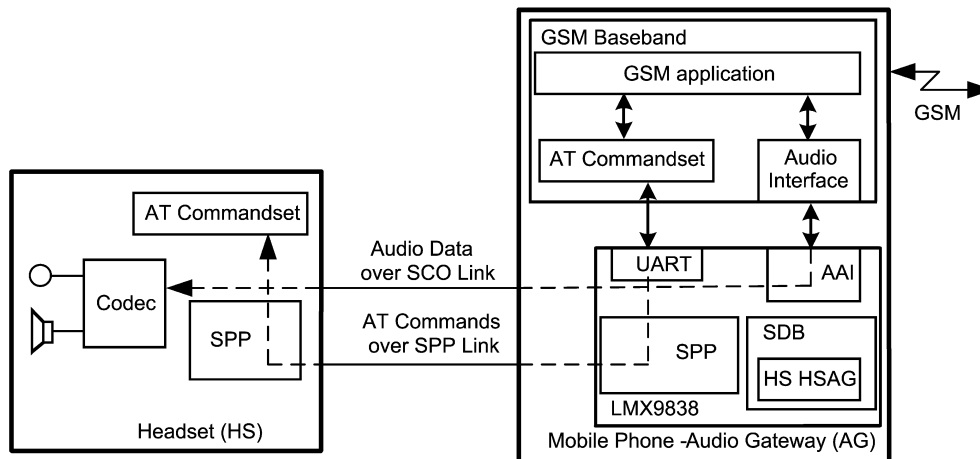 GSM Baseband
GSM application
GSM
AT Commandset
Audio
Interface
AT Commandset
Audio Data
over SCO Link
UART
AAI
Codec
SPP
AT Commands
over SPP Link
SPP
SDB
HS HSAG
LMX9838
Headset (HS)
Mobile Phone -Audio Gateway (AG)